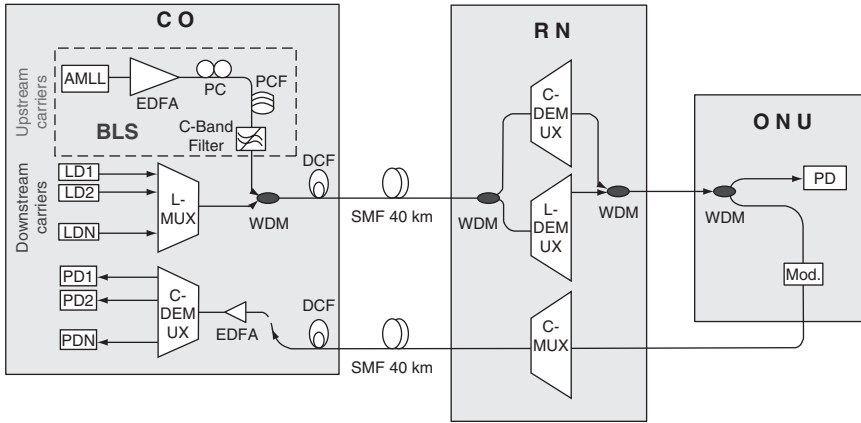 C O
Upstream carriers
AMLL
EDFA
PC
PCF
BLS
C-Band
Filter
Downstream carriers
LD1
LD2
LDN
L-
MUX
WDM
DCF
SMF 40 km
PD1
PD2
PDN
C-
DEM
UX
EDFA
DCF
SMF 40 km
R N
WDM
C-
DEM
UX
L-
DEM
UX
WDM
C-
MUX
O N U
WDM
PD
Mod.